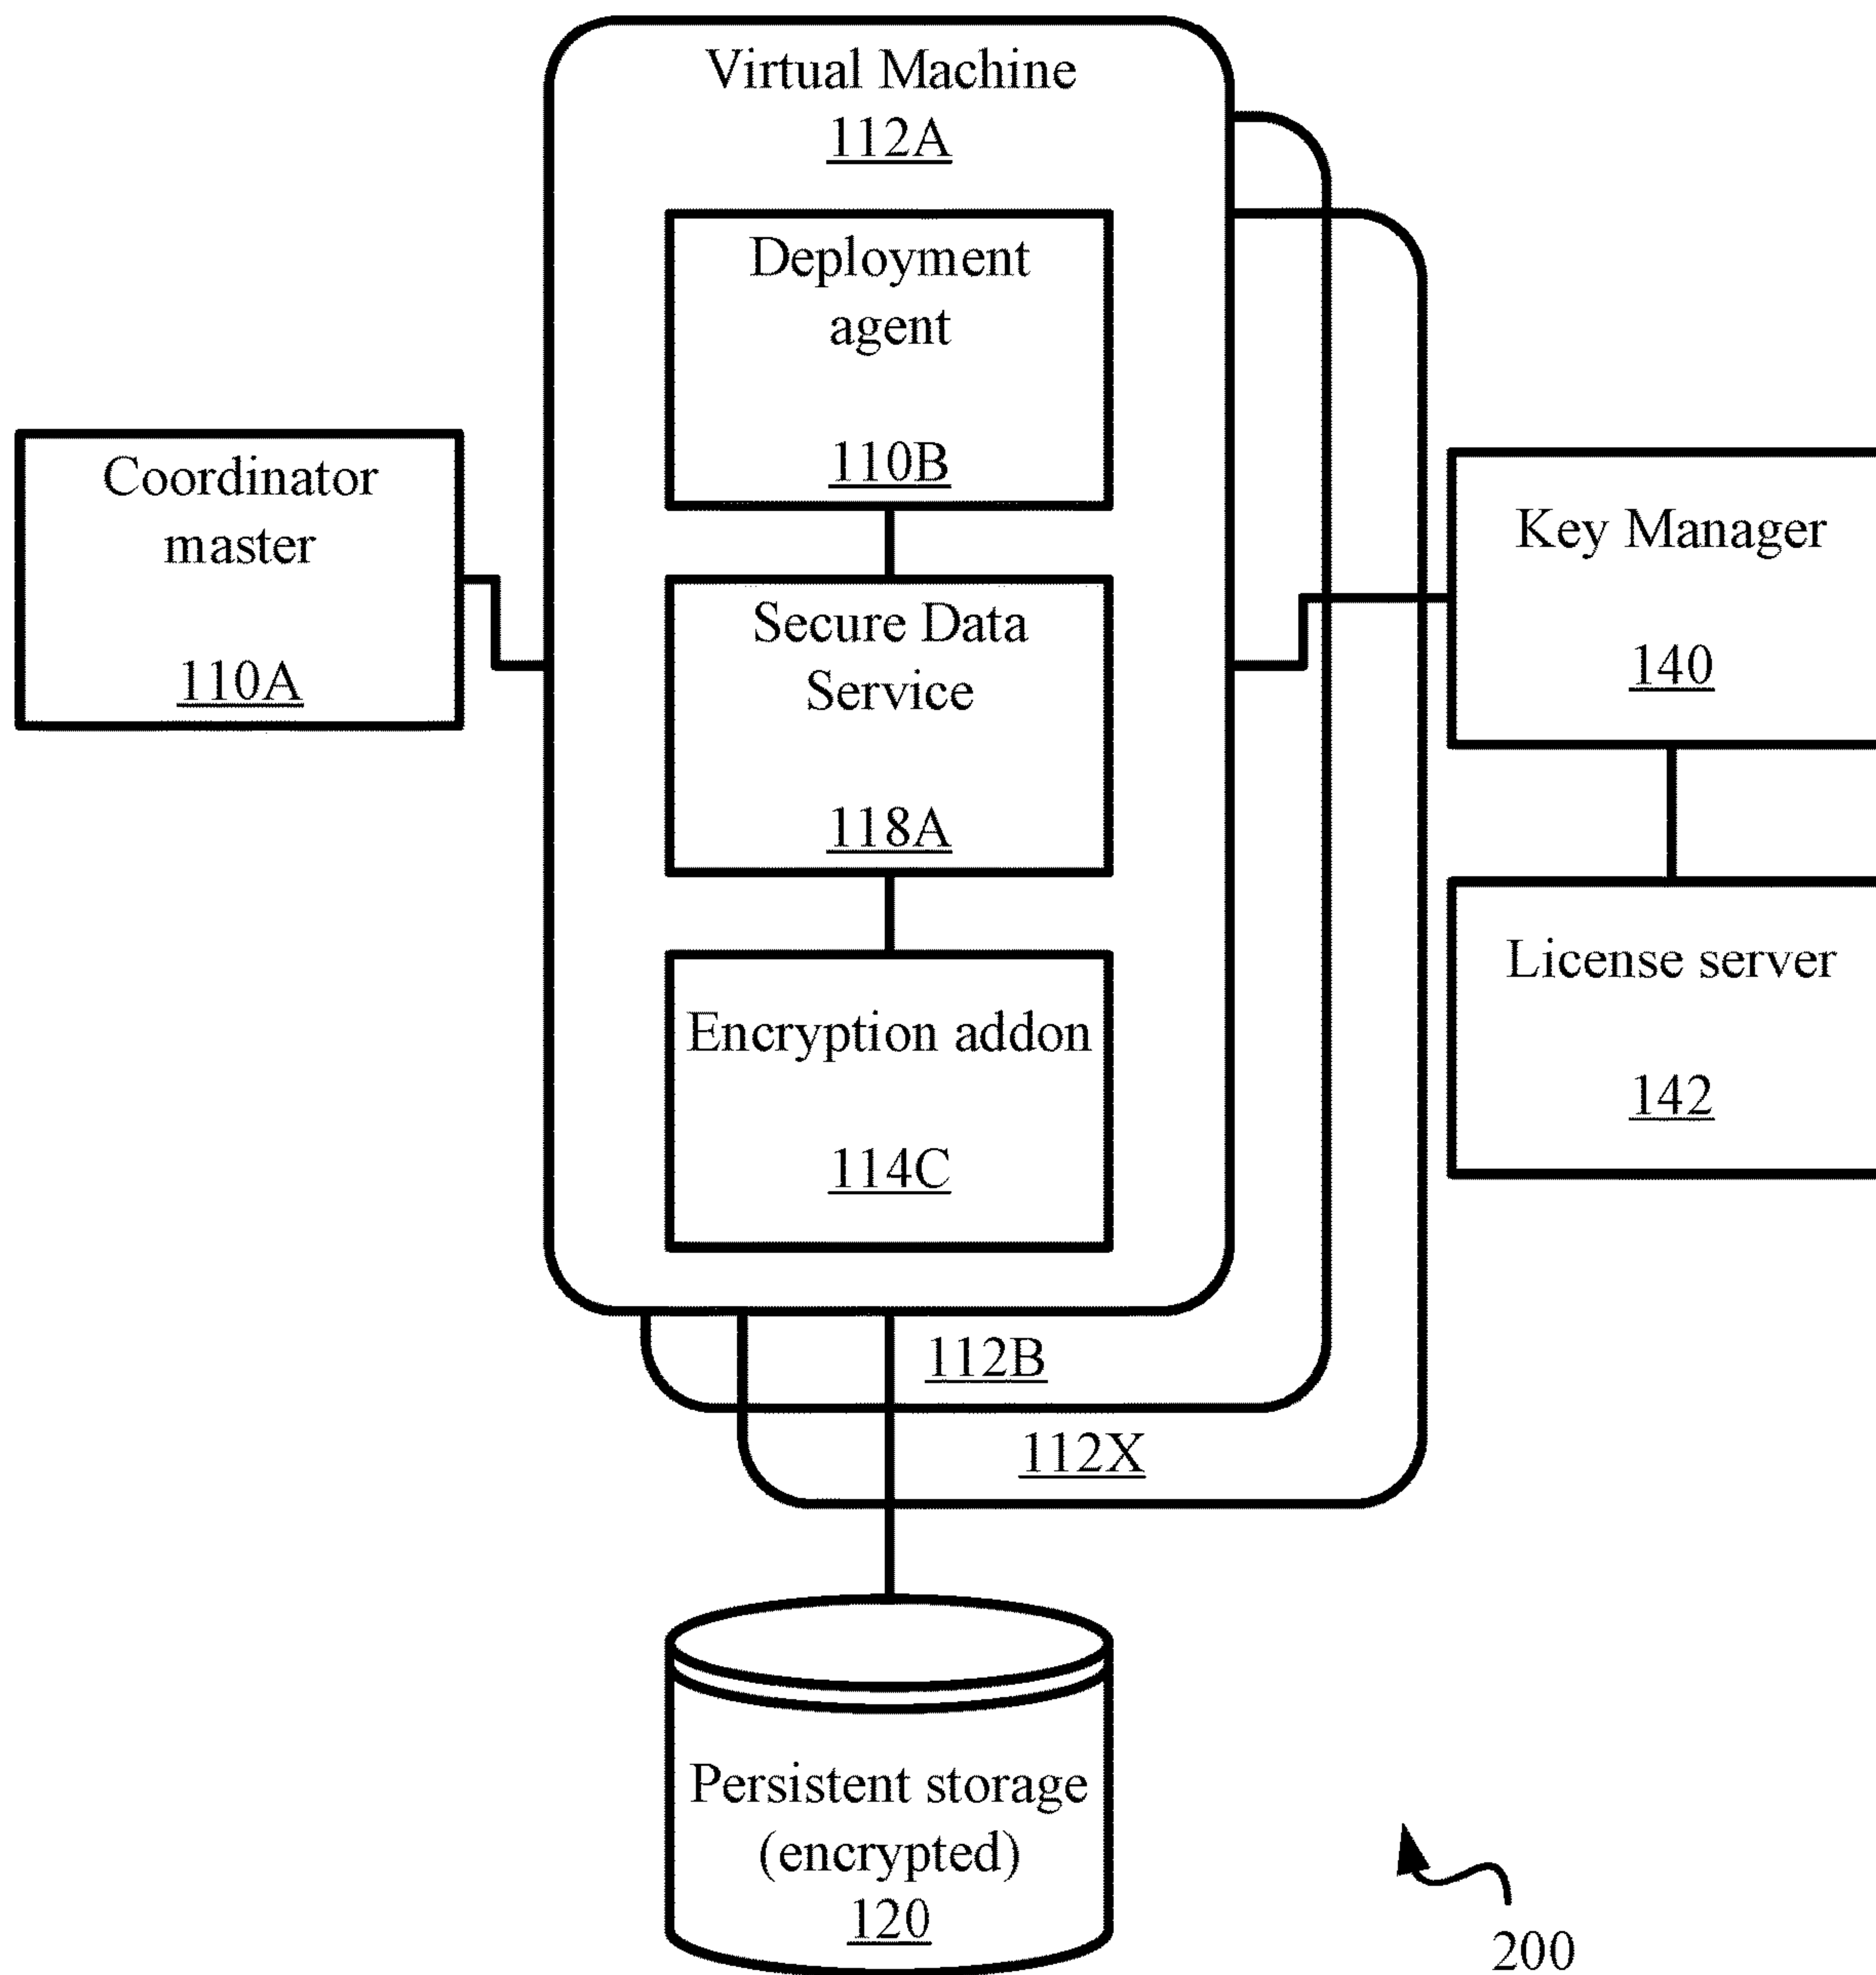 Virtual Machine
112A
Deployment
agent
110B
Coordinator
master
110A
Secure Data
Service
118A
Key Manager
140
Encryption addon
114C
License server
142
112B
112X
Persistent storage
(encrypted)
120
200